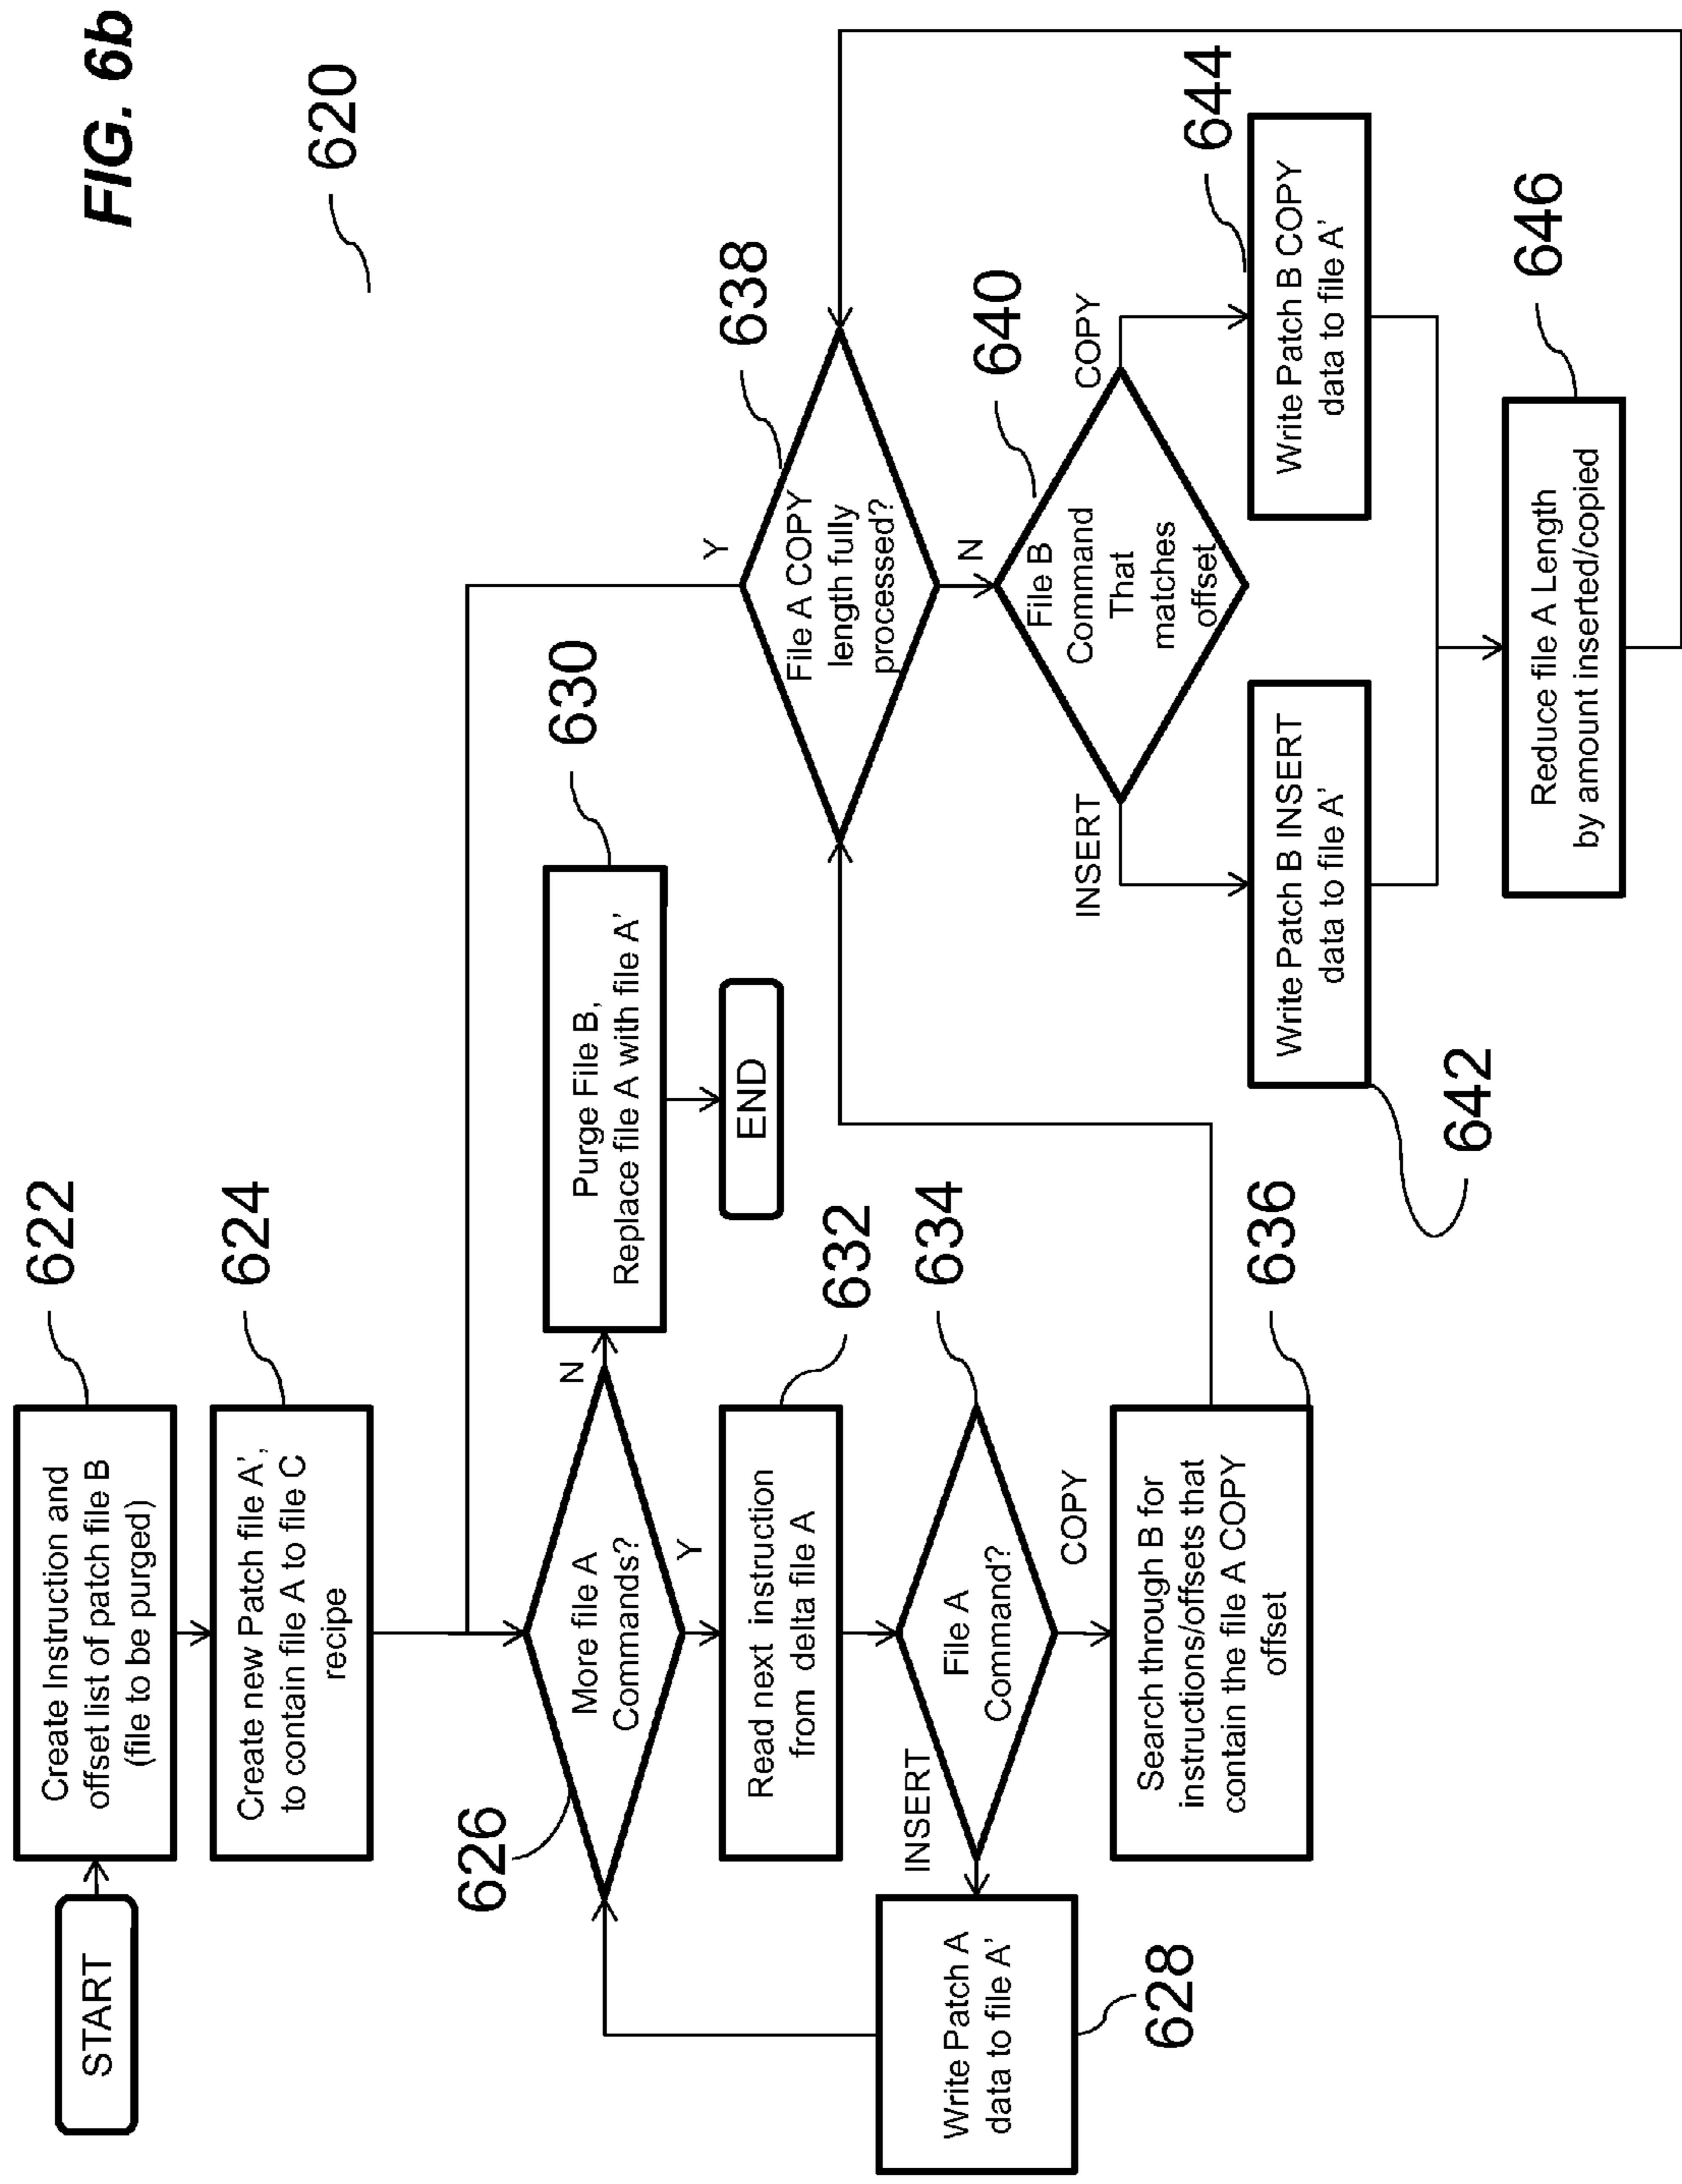 FIG. 6b
620
START
Create Instruction and
offset list of patch file B
(file to be purged)
622
Create new Patch file A',
to contain file A to file C
recipe
624
More file A
Commands?
626
N
Y
Purge File B,
Replace file A with file A'
630
END
Read next instruction
from delta file A
632
File A
Command?
634
INSERT
COPY
Write Patch A
data to file A'
628
Search through B for
instructions/offsets that
contain the file A COPY
offset
636
File A COPY
length fully
processed?
638
Y
N
File B
Command
That
matches
offset
640
INSERT
COPY
Write Patch B INSERT
data to file A'
642
Write Patch B COPY
data to file A'
644
Reduce file A Length
by amount inserted/copied
646